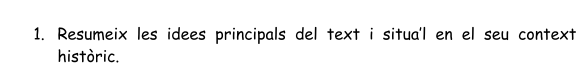 1. Resumeix les idees principals del text i situa'l en el seu context
històric.